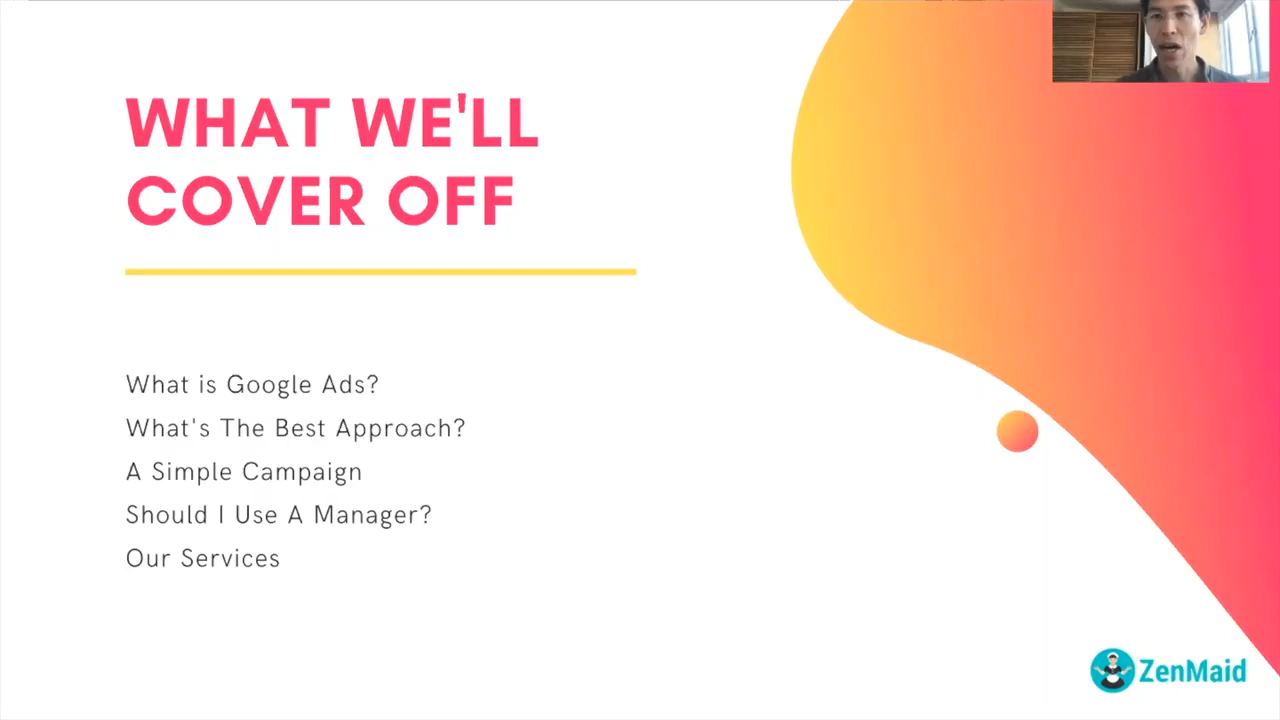 WHAT WE'LL
COVER OFF
What is Google Ads?
What's The Best Approach?
A Simple Campaign
Should I Use A Manager?
Our Services
ZenMaid